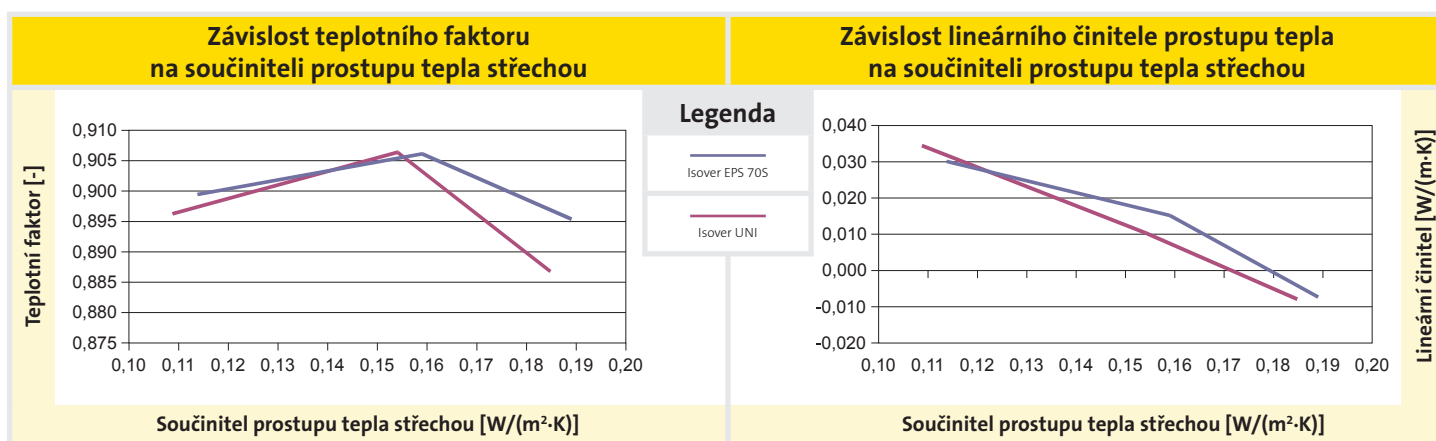 Závislost teplotního faktoru
na součiniteli prostupu tepla střechou
Teplotní faktor [-]
0,910
0,905
0,900
0,895
0,890
0,885
0,880
0,875
0,10 0,11 0,12 0,13 0,14 0,15 0,16 0,17 0,18 0,19 0,20
Součinitel prostupu tepla střechou [W/(m²·K)]
Legenda
Isover EPS 70S
Isover UNI
Závislost lineárního činitele prostupu tepla
na součiniteli prostupu tepla střechou
0,040
0,030
0,020
0,010
0,000
-0,010
-0,020
0,10 0,11 0,12 0,13 0,14 0,15 0,16 0,17 0,18 0,19 0,20
Lineární činitel [W/(m·K)]
Součinitel prostupu tepla střechou [W/(m²·K)]